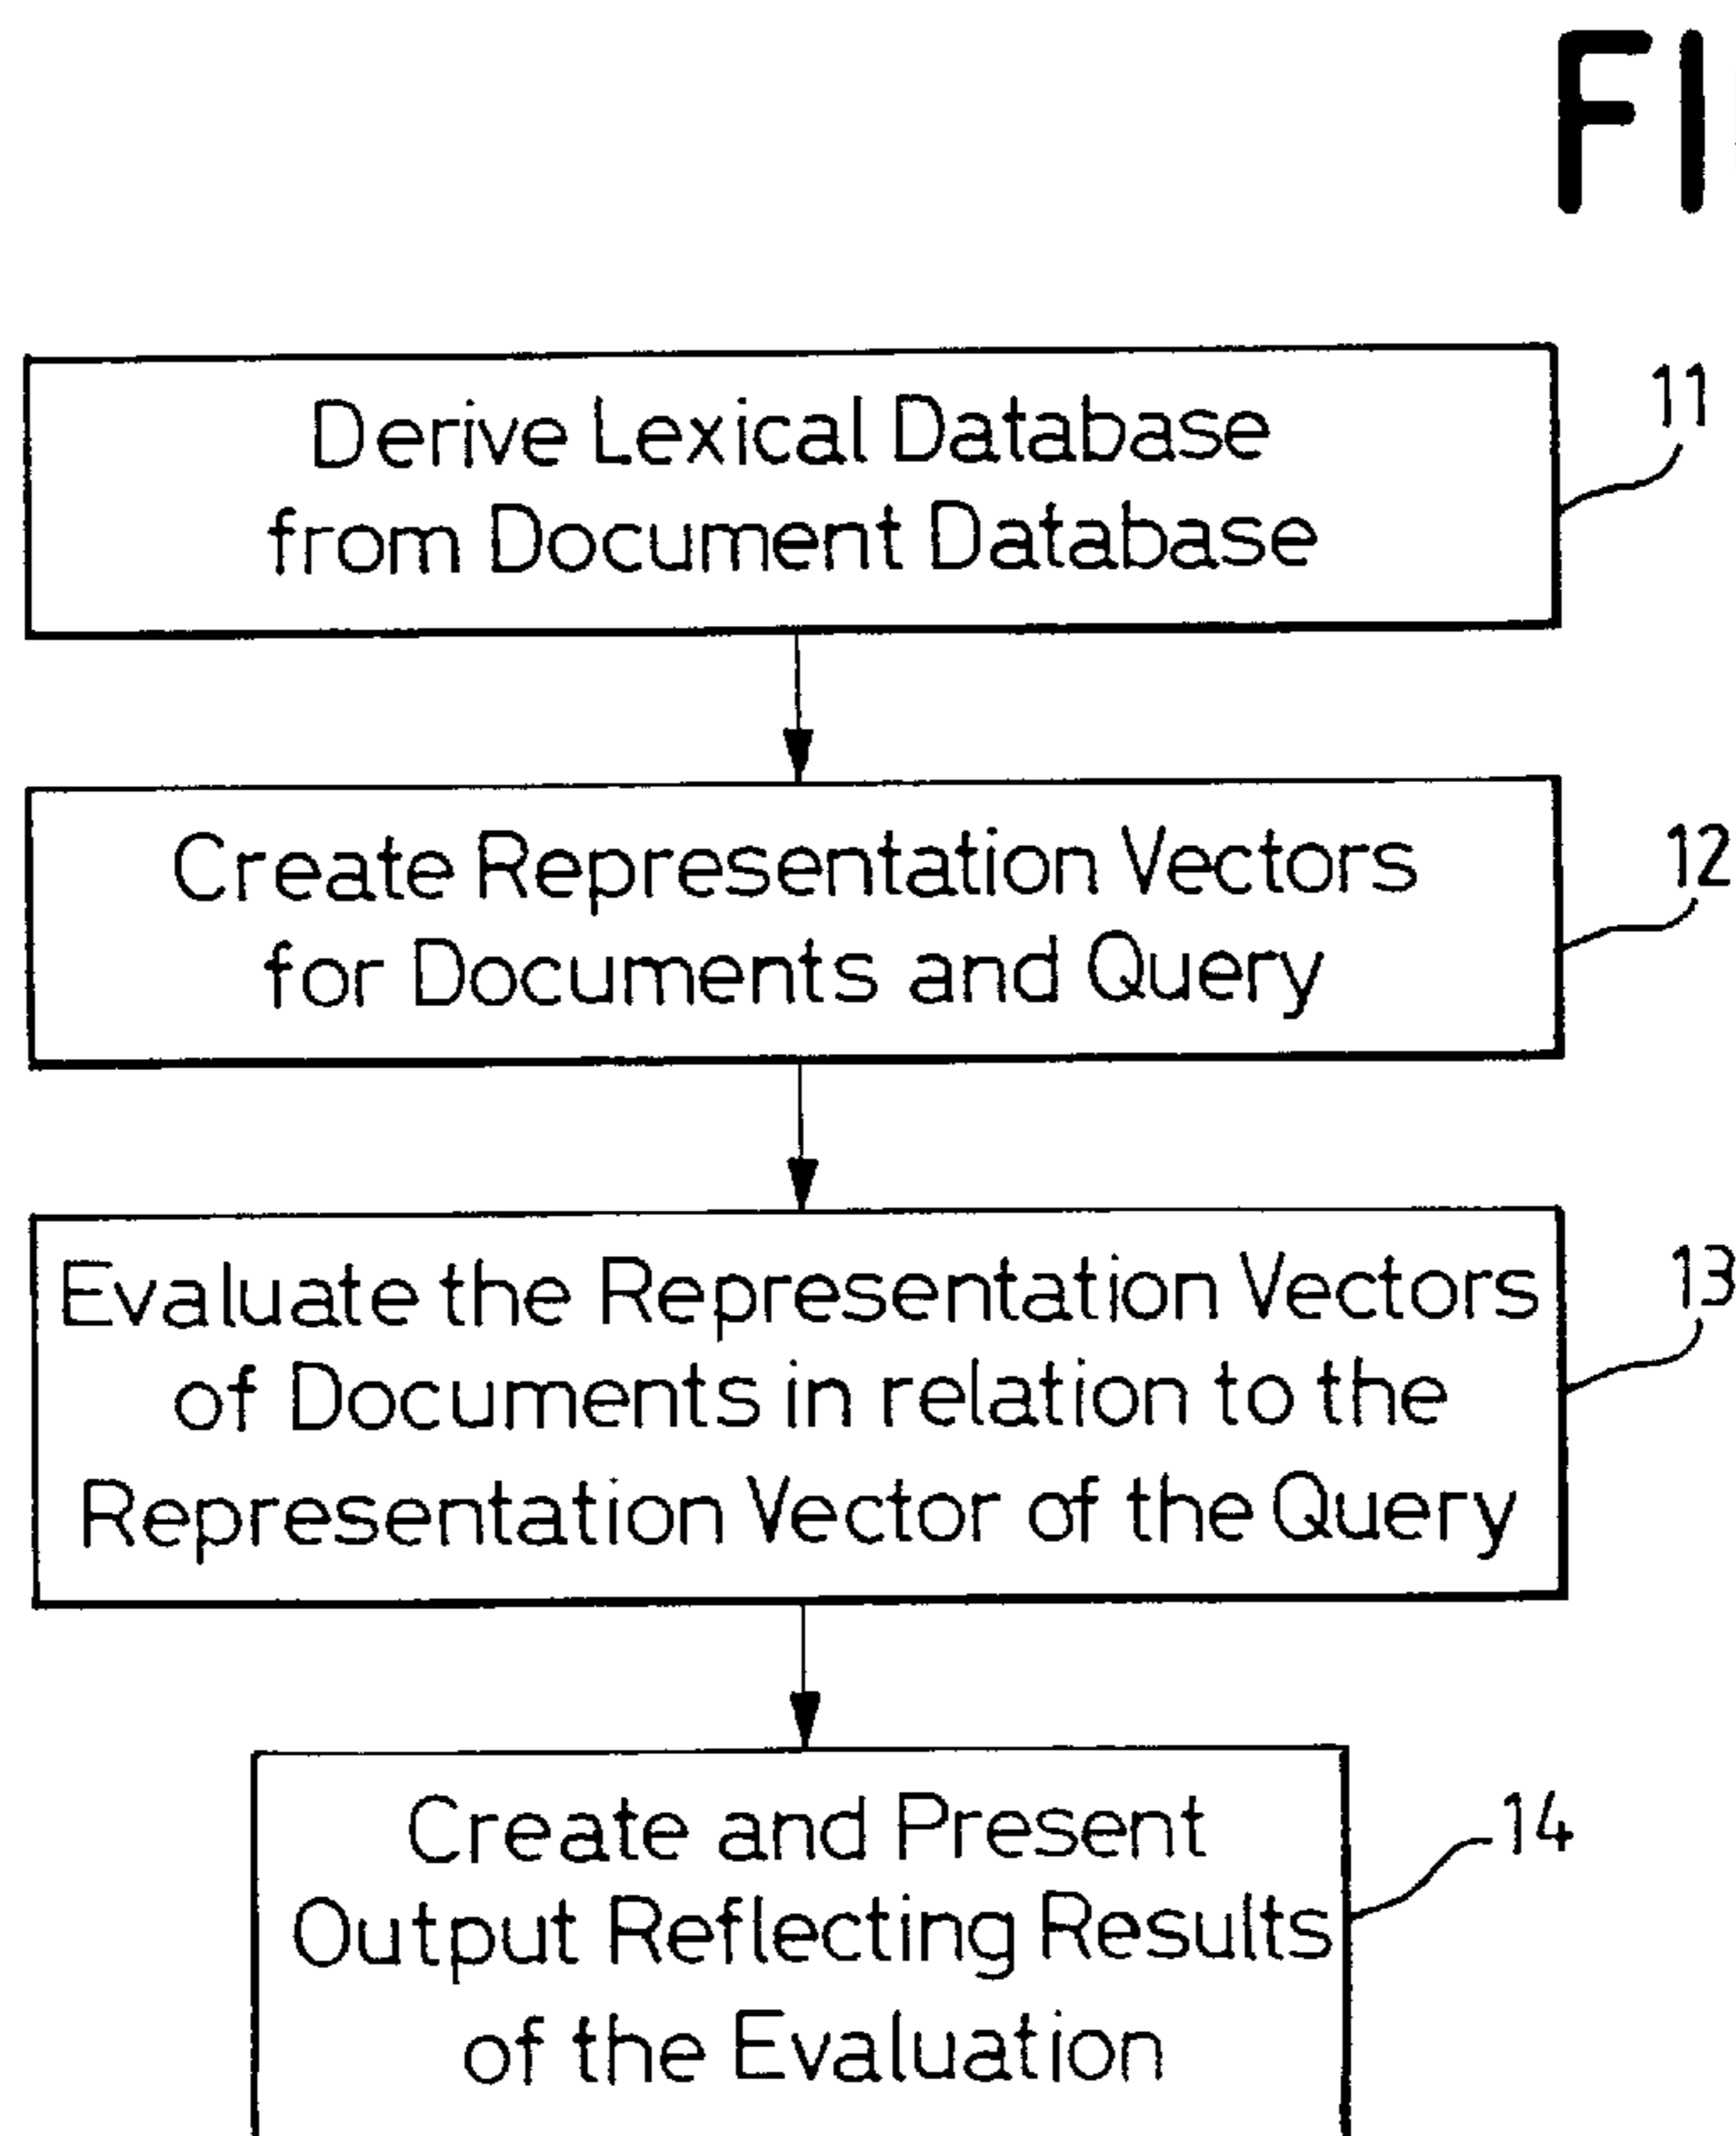 FI
Derive Lexical Database
from Document Database
11
Create Representation Vectors
for Documents and Query
12
Evaluate the Representation Vectors
of Documents in relation to the
Representation Vector of the Query
13
Create and Present
Output Reflecting Results
of the Evaluation
14